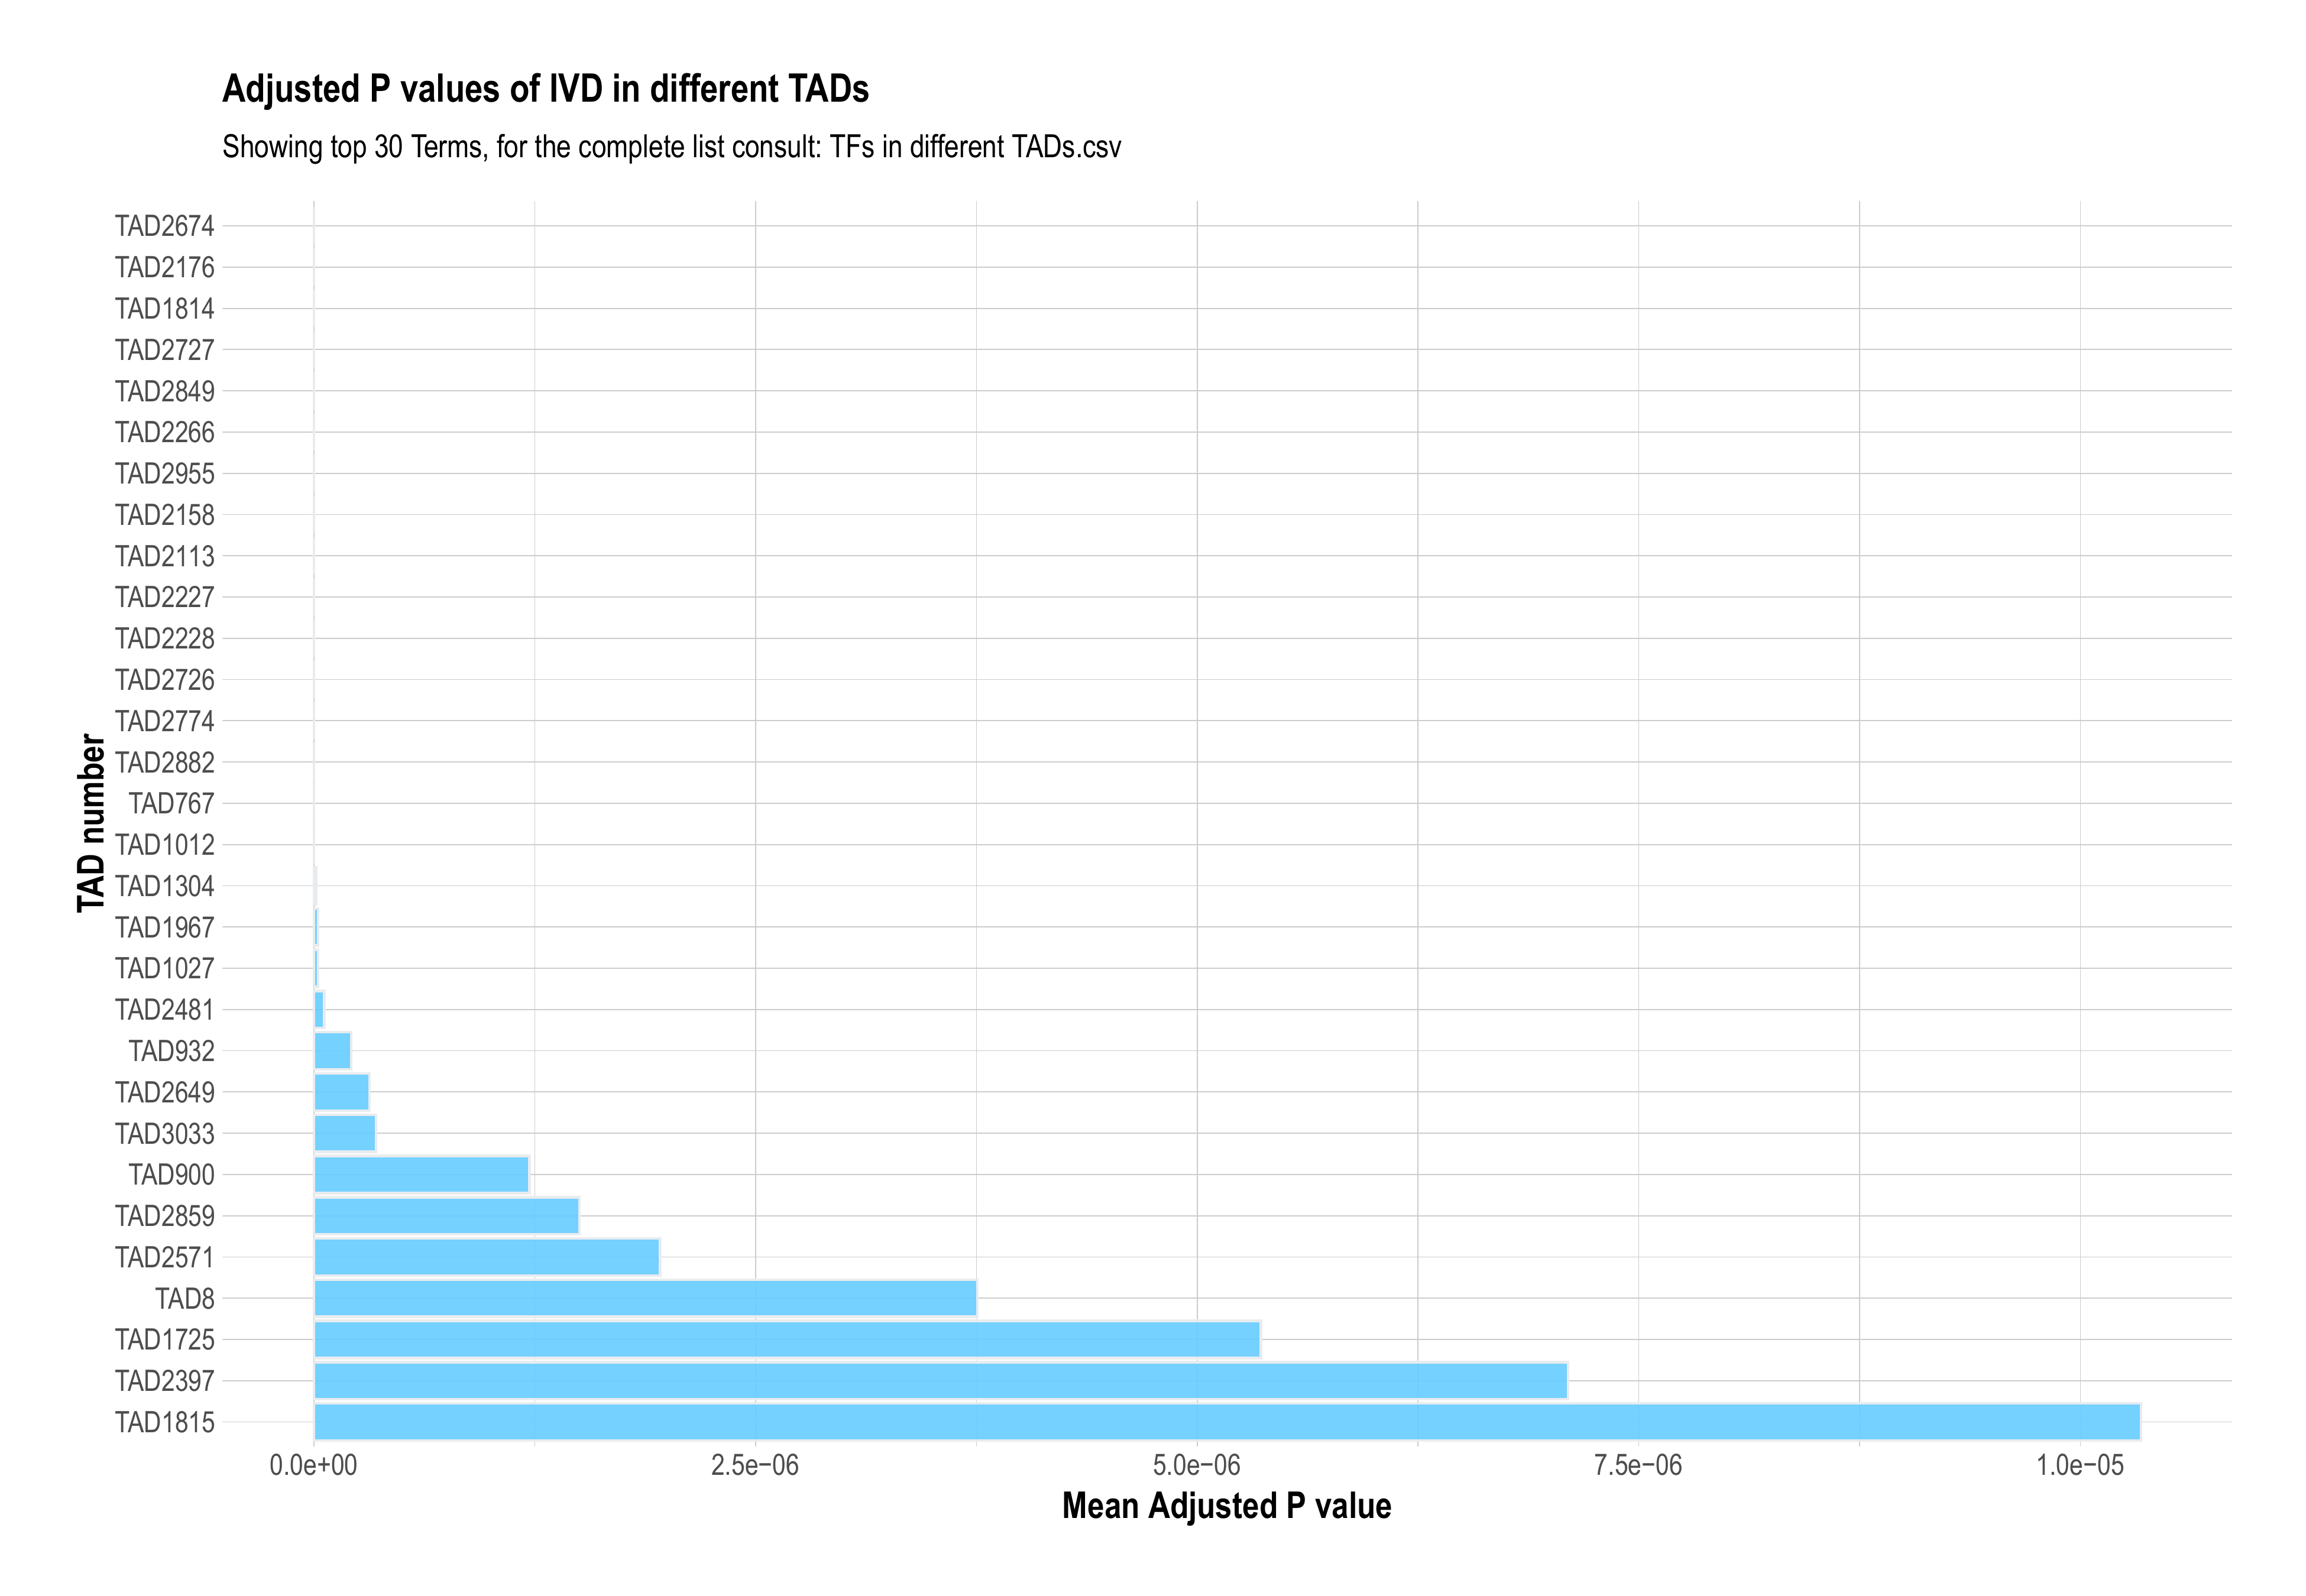 Adjusted P values of IVD in different TADs
Showing top 30 Terms, for the complete list consult: TFs in different TADs.csv
TAD number
TAD2674
TAD2176
TAD1814
TAD2727
TAD2849
TAD2266
TAD2955
TAD2158
TAD2113
TAD2227
TAD2228
TAD2726
TAD2774
TAD2882
TAD767
TAD1012
TAD1304
TAD1967
TAD1027
TAD2481
TAD932
TAD2649
TAD3033
TAD900
TAD2859
TAD2571
TAD8
TAD1725
TAD2397
TAD1815
0.0e+00 2.5e−06 5.0e−06 7.5e−06 1.0e−05
Mean Adjusted P value